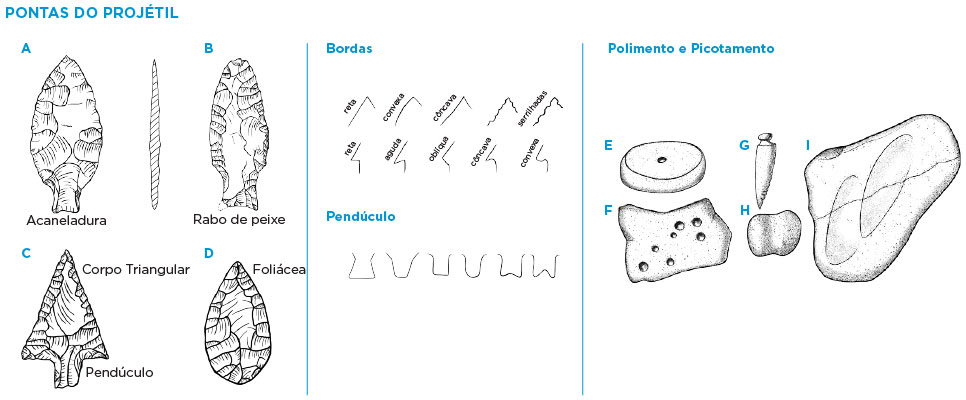 PONTAS DO PROJÉTIL
A
B
Acaneladura
Rabo de peixe
C
Corpo Triangular
D
Foliácea
Pendúculo
Bordas
reta
convexa
côncava
serrilhadas
reta
aguda
oblíqua
côncava
convexa
Pendúculo
Polimento e Picotamento
E
G
I
F
H